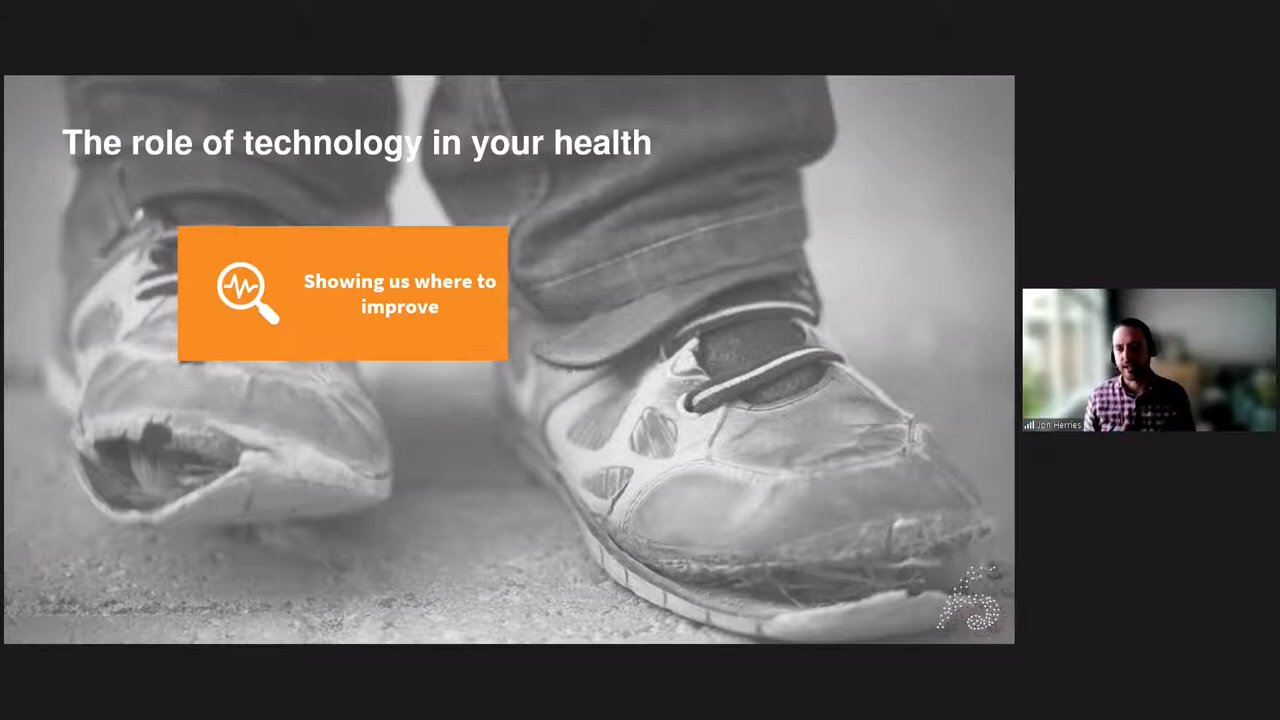 The role of technology in your health
Showing us where to
improve
Jon Herries